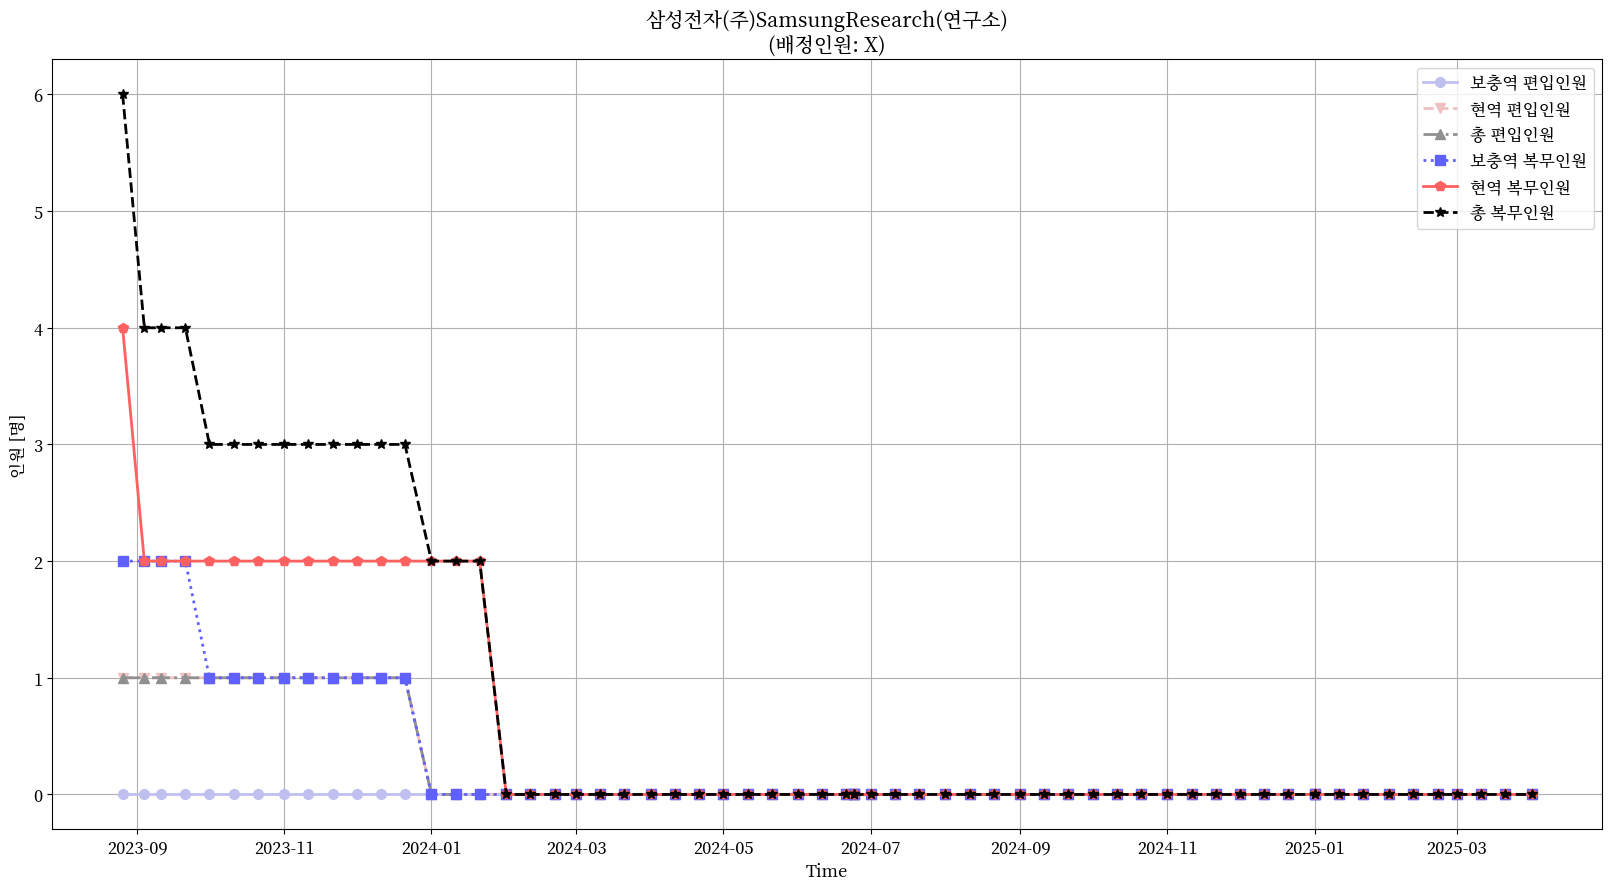 삼성전자(주)SamsungResearch(연구소)
(배정인원: X)
보충역 편입인원
현역 편입인원
총 편입인원
보충역 복무인원
현역 복무인원
총 복무인원
인원 [명]
6
5
4
3
2
1
0
2023-09 2023-11 2024-01 2024-03 2024-05 2024-07 2024-09 2024-11 2025-01 2025-03
Time